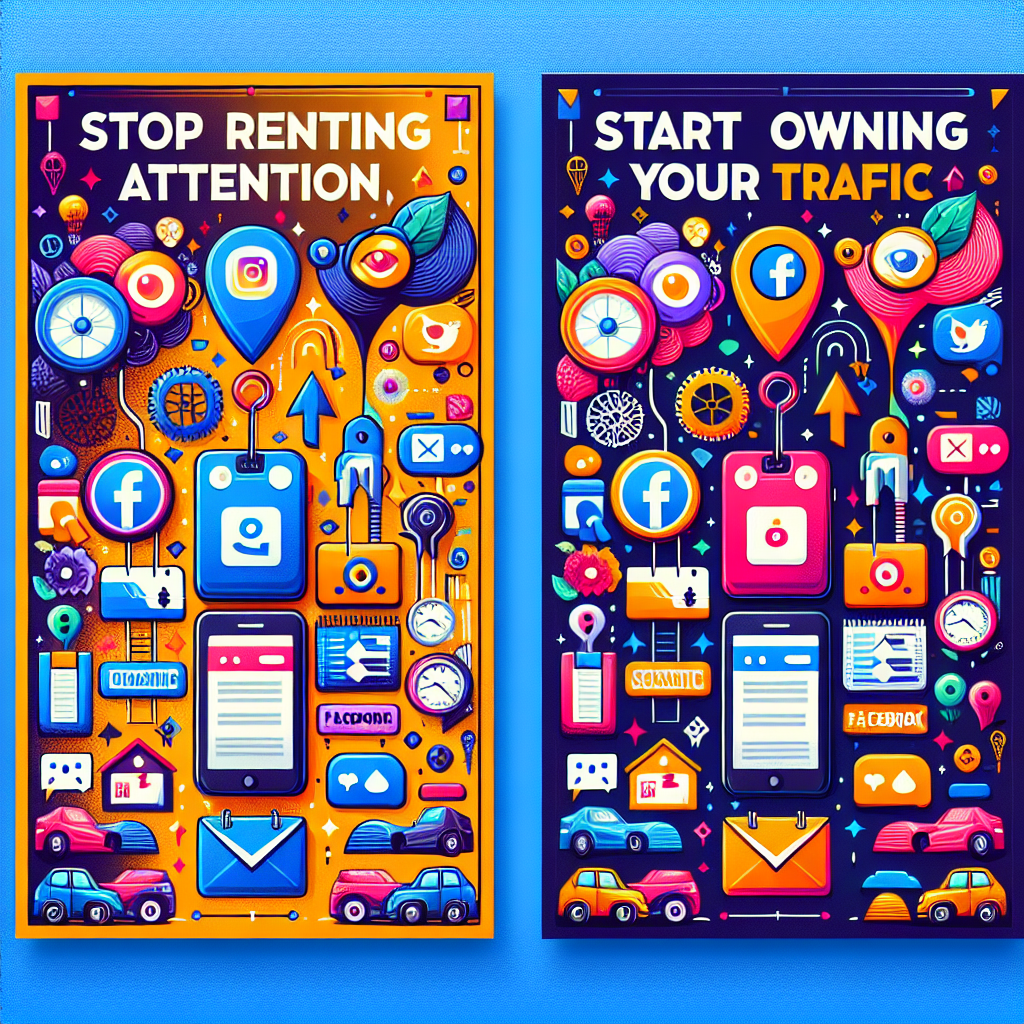 STOP RENTING
ATTENTION,
START OWNING
YOUR TRAFIC
f
f
f